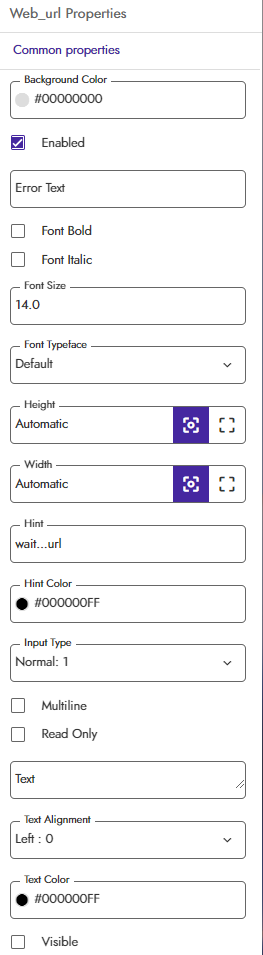 Web_url Properties
Common properties
Background Color
#00000000
Enabled
Error Text
Font Bold
Font Italic
Font Size
14.0
Font Typeface
Default
Height
Automatic
Width
Automatic
Hint
wait...url
Hint Color
#000000FF
Input Type
Normal: 1
Multiline
Read Only
Text
Text Alignment
Left : 0
Text Color
#000000FF
Visible